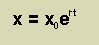 x = x₀eʳᵗ